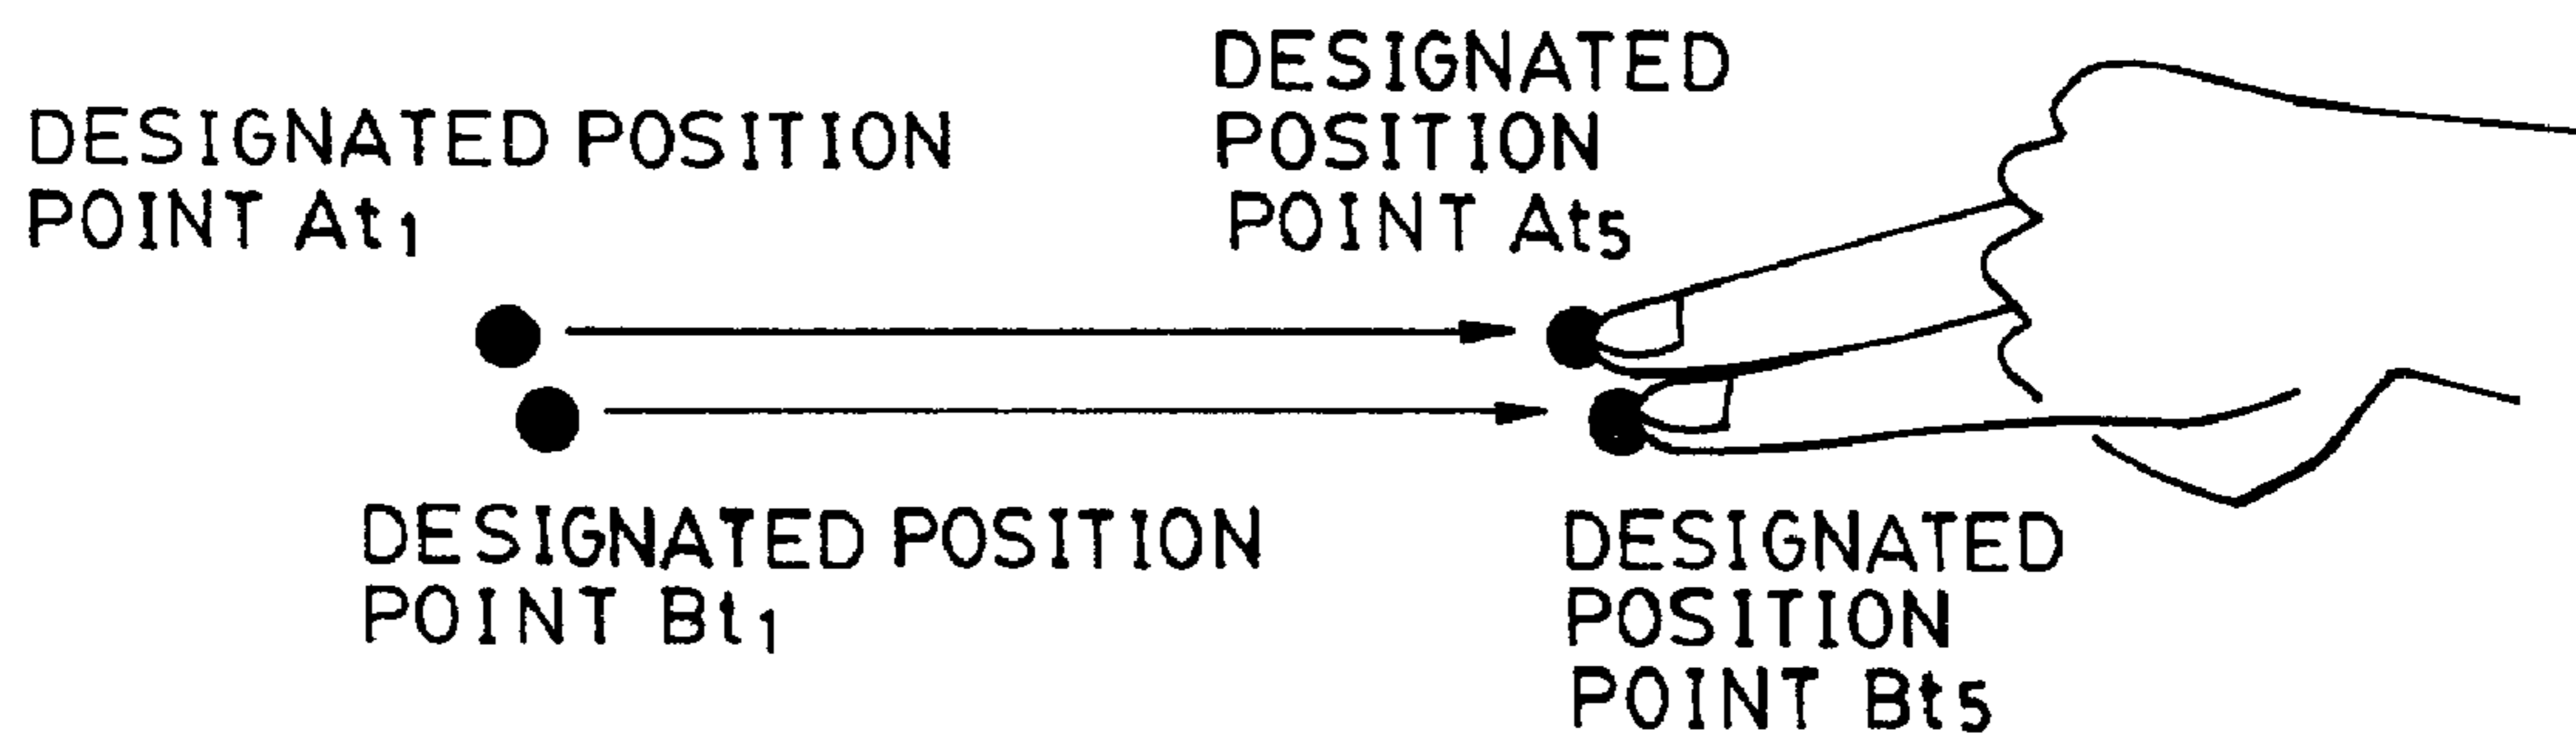 DESIGNATED POSITION
POINT At₁
DESIGNATED
POSITION
POINT At₅
DESIGNATED POSITION
POINT Bt₁
DESIGNATED
POSITION
POINT Bt₅